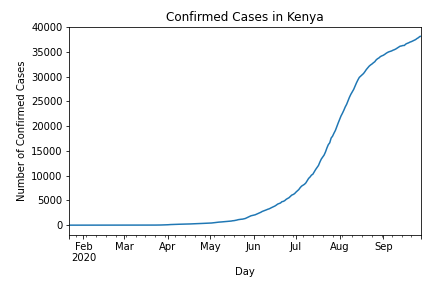 Confirmed Cases in Kenya
40000
35000
30000
25000
20000
15000
10000
5000
0
Number of Confirmed Cases
Feb Mar Apr May Jun Jul Aug Sep
2020
Day